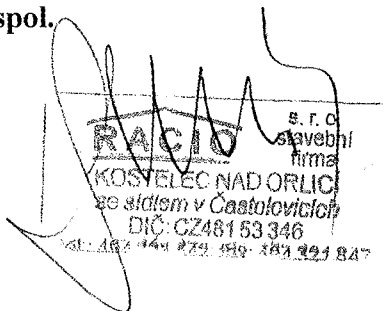 spol.
RACIO s. r. o.
stavební
firma
KOSTELEC NAD ORLICÍ
se sídlem v Častolovicích
DIČ: CZ481 53 346